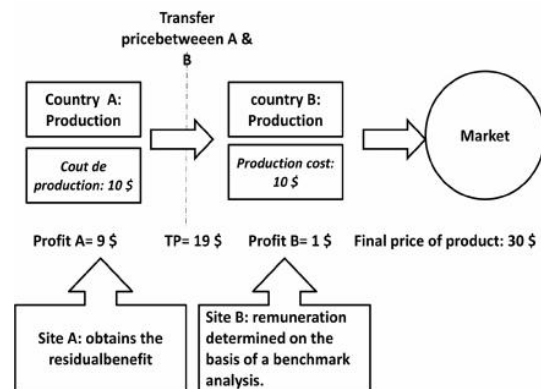 Transfer
pricebetweeen A &
B
Country A:
Production
country B:
Production
Market
Cout de
production: 10 $
Production cost:
10 $
Profit A= 9 $
TP= 19 $
Profit B= 1 $
Final price of product: 30 $
Site A: obtains the
residualbenefit
Site B: remuneration
determined on the
basis of a benchmark
analysis.